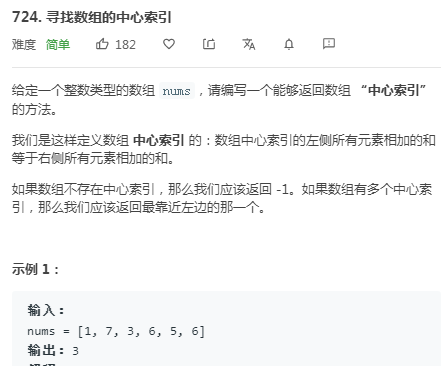 724. 寻找数组的中心索引
难度 简单 182
给定一个整数类型的数组 nums ，请编写一个能够返回数组 “中心索引”
的方法。
我们是这样定义数组 中心索引 的：数组中心索引的左侧所有元素相加的和
等于右侧所有元素相加的和。
如果数组不存在中心索引，那么我们应该返回 -1。如果数组有多个中心索
引，那么我们应该返回最靠近左边的那一个。
示例 1：
输入：
nums = [1, 7, 3, 6, 5, 6]
输出：3